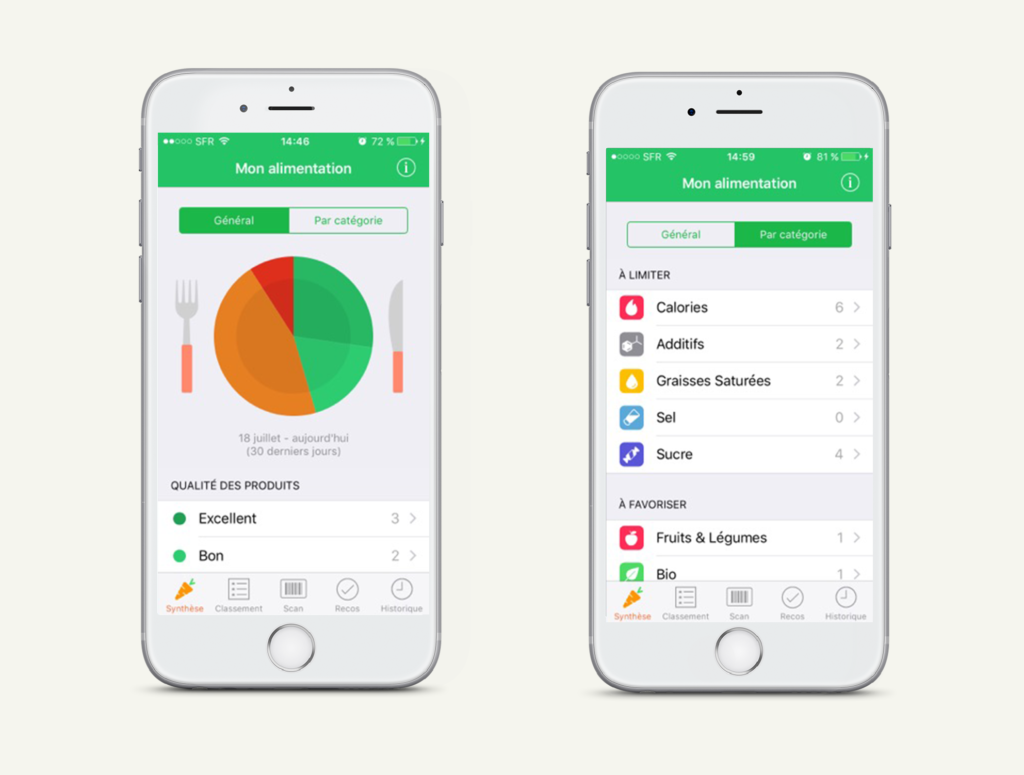 SFR 14:46 72 %
Mon alimentation
Général Par catégorie
18 juillet - aujourd'hui
(30 derniers jours)
QUALITÉ DES PRODUITS
Excellent 3
Bon 2
Synthèse Classement Scan Recos Historique
SFR 14:59 81 %
Mon alimentation
Général Par catégorie
À LIMITER
Calories 6
Additifs 2
Graisses Saturées 2
Sel 0
Sucre 4
À FAVORISER
Fruits & Légumes 1
Bio 1
Synthèse Classement Scan Recos Historique